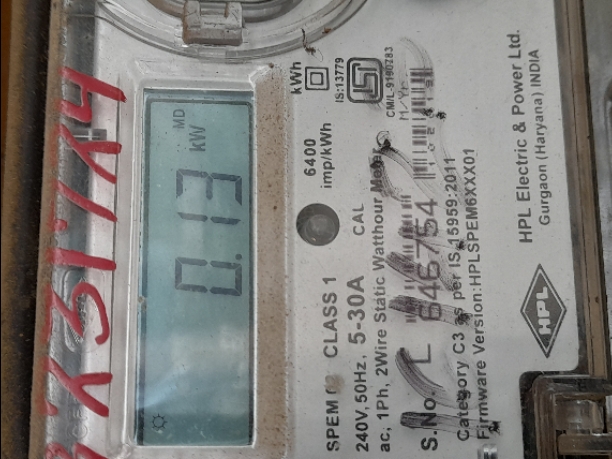 MD
0.13 kW
kWh
IS:13779
CM/L-9190783
6400
imp/kWh
SPEM CLASS 1
240V,50Hz, 5-30A CAL
ac, 1Ph, 2Wire Static Watthour Meter
S.No. L 646754
Category C3 as per IS 15959:2011
Firmware Version:HPLSPEM6XXX01
HPL
HPL Electric & Power Ltd.
Gurgaon (Haryana) INDIA